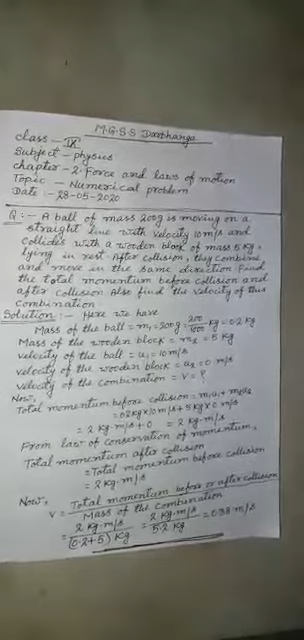 M.G.S.S Darbhanga
class - IX
Subject - physics
chapter - 2. Force and laws of motion
Topic - Numerical problem
Date :- 28-05-2020
Q :- A ball of mass 200g is moving on a
straight line with velocity 10 m/s and
collides with a wooden block of mass 5 kg,
lying in rest. After collision, they combine
and move in the same direction. Find
the total momentum before collision and
after collision. Also find the velocity of this
combination.
Solution :- Here we have
Mass of the ball = m₁ = 200g = 200/1000 kg = 0.2 kg
Mass of the wooden block = m₂ = 5 kg
velocity of the ball = u₁ = 10 m/s
velocity of the wooden block = u₂ = 0 m/s
velocity of the combination = V = ?
Now,
Total momentum before collision = m₁u₁ + m₂u₂
= 0.2 kg x 10 m/s + 5 kg x 0 m/s
= 2 kg.m/s + 0 = 2 kg.m/s
From law of conservation of momentum,
Total momentum after collision
= Total momentum before collision
= 2 kg.m/s
Now,
V = Total momentum before or after collision / Mass of the combination
= 2 kg.m/s / (0.2+5) kg = 2 kg.m/s / 5.2 kg = 0.38 m/s